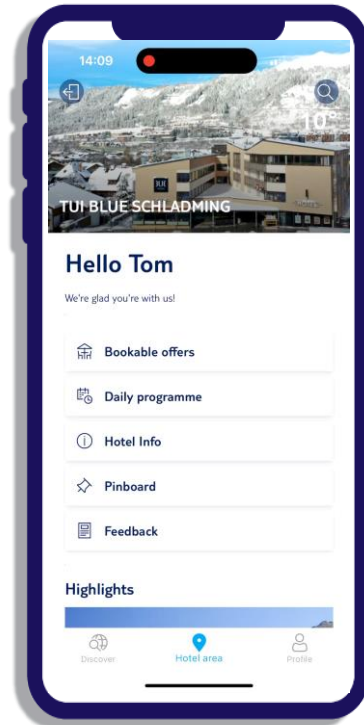 14:09
10°
TUI
TUI BLUE SCHLADMING
Hello Tom
We're glad you're with us!
Bookable offers
Daily programme
Hotel Info
Pinboard
Feedback
Highlights
Discover
Hotel area
Profile